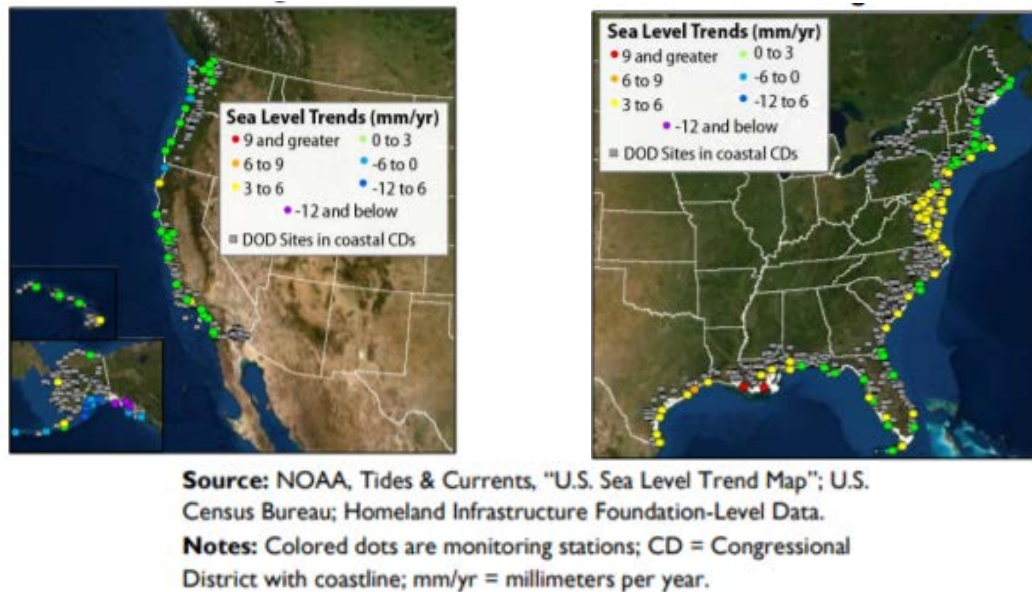 Sea Level Trends (mm/yr)
9 and greater 0 to 3
6 to 9 -6 to 0
3 to 6 -12 to 6
-12 and below
DOD Sites in coastal CDs
Sea Level Trends (mm/yr)
9 and greater 0 to 3
6 to 9 -6 to 0
3 to 6 -12 to 6
-12 and below
DOD Sites in coastal CDs
Source: NOAA, Tides & Currents, “U.S. Sea Level Trend Map”; U.S.
Census Bureau; Homeland Infrastructure Foundation-Level Data.
Notes: Colored dots are monitoring stations; CD = Congressional
District with coastline; mm/yr = millimeters per year.